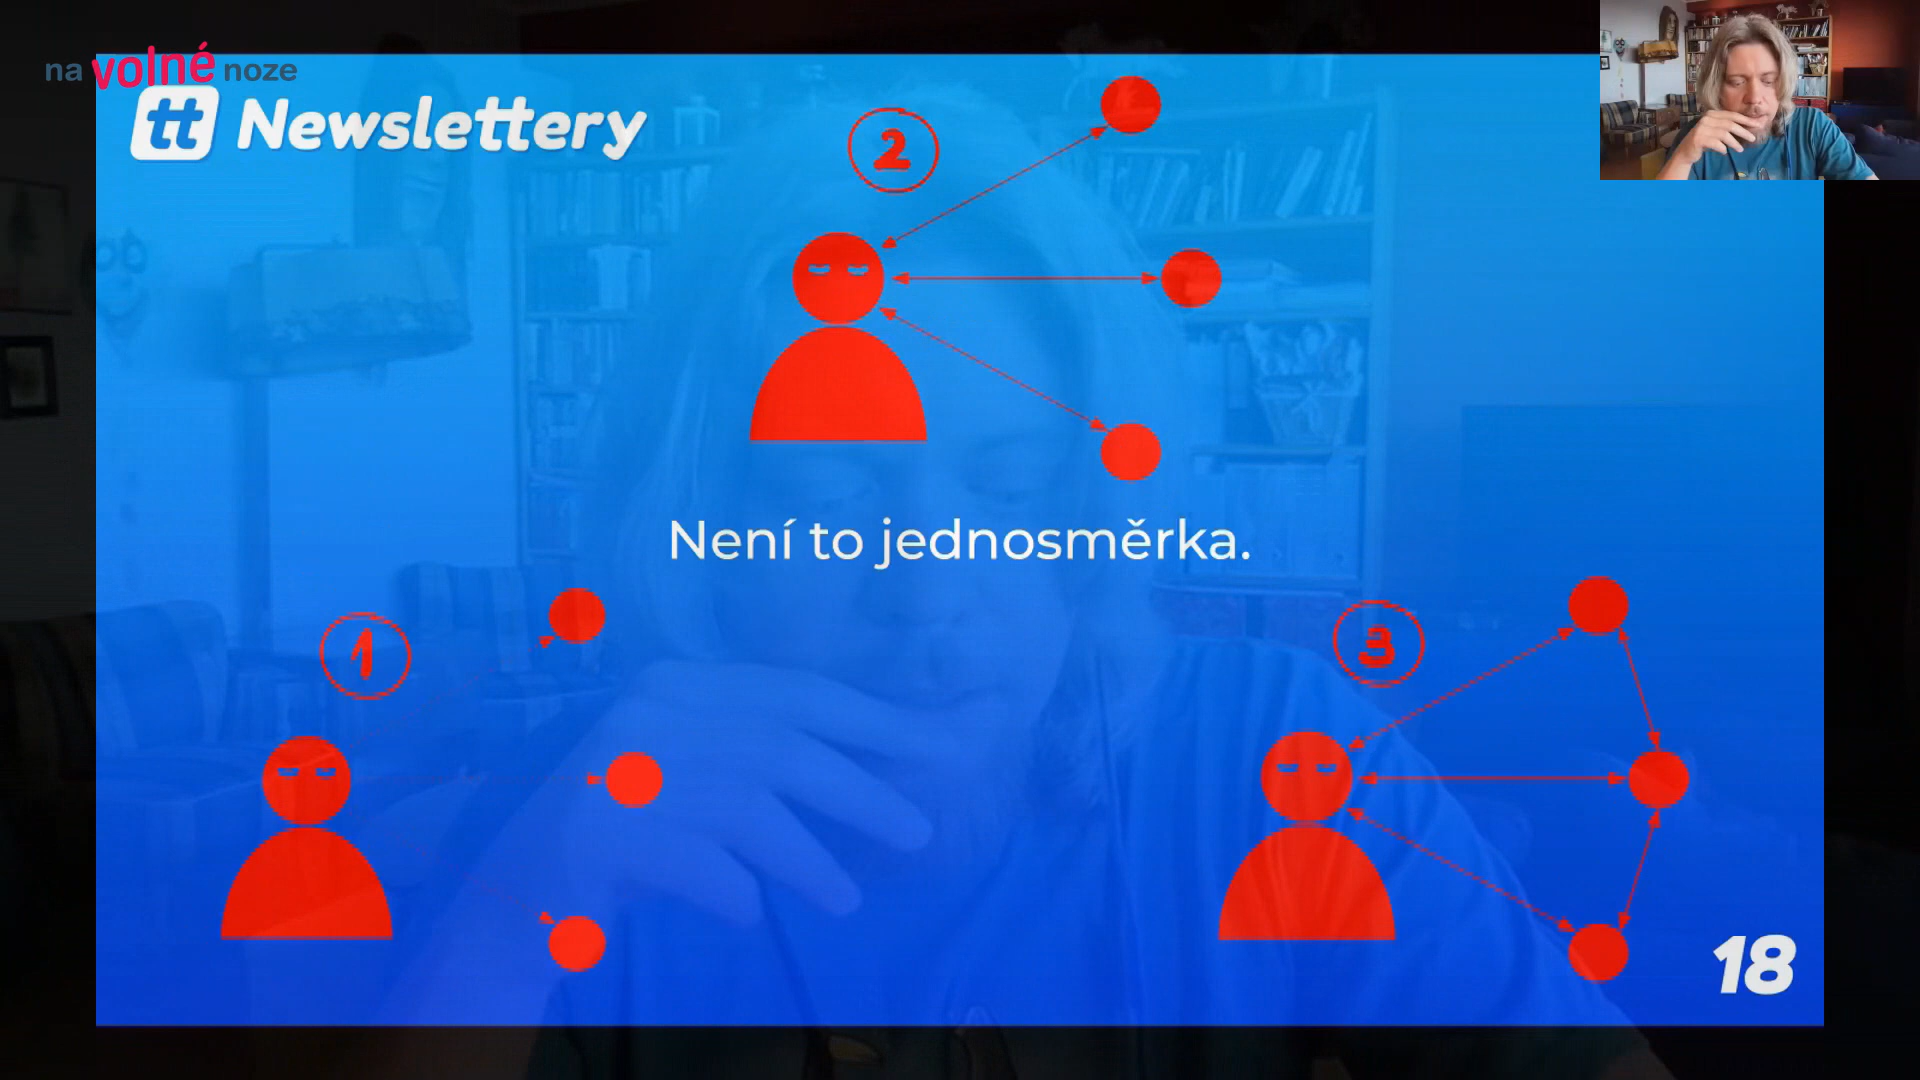 na volné noze
tt Newslettery
2
Není to jednosměrka.
1
3
18